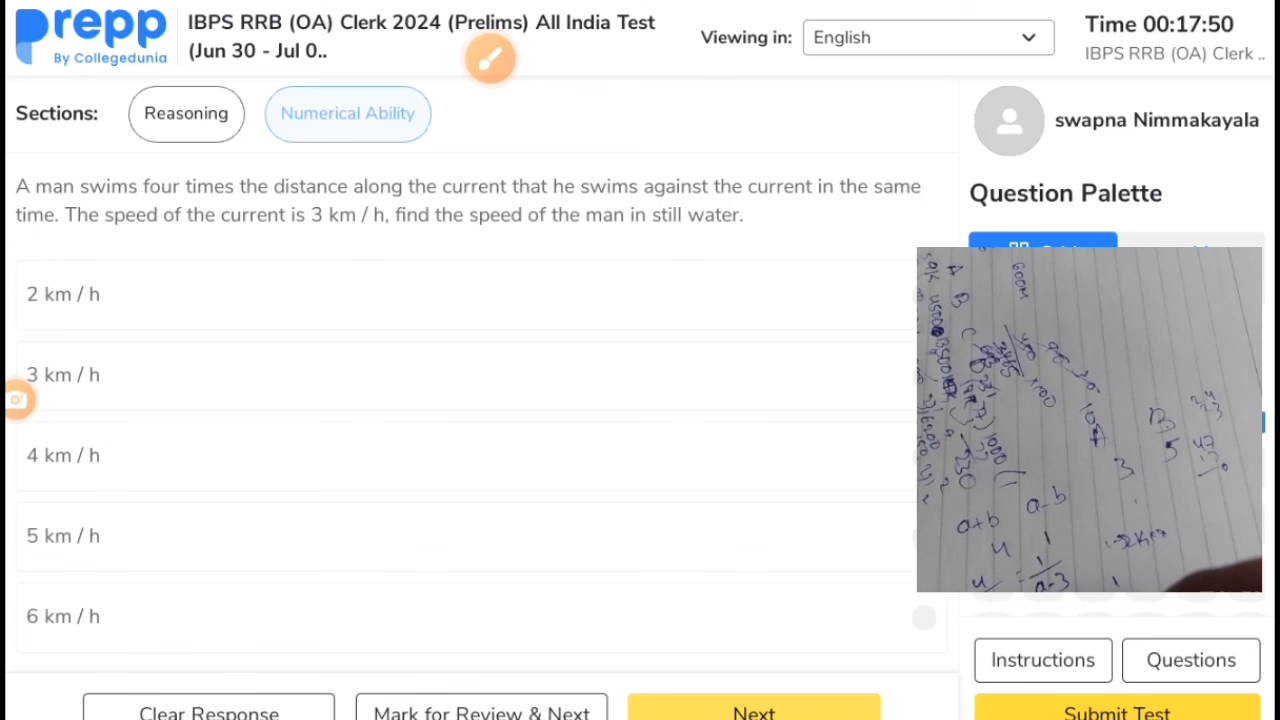 prepp
By Collegedunia
IBPS RRB (OA) Clerk 2024 (Prelims) All India Test
(Jun 30 - Jul 0..
Viewing in:
English
Time 00:17:50
IBPS RRB (OA) Clerk ..
Sections:
Reasoning
Numerical Ability
swapna Nimmakayala
Question Palette
A man swims four times the distance along the current that he swims against the current in the same
time. The speed of the current is 3 km / h, find the speed of the man in still water.
2 km / h
3 km / h
4 km / h
5 km / h
6 km / h
A
B
C
600m
1000
a+b
a-b
4
1
Instructions
Questions
Clear Response
Mark for Review & Next
Next
Submit Test